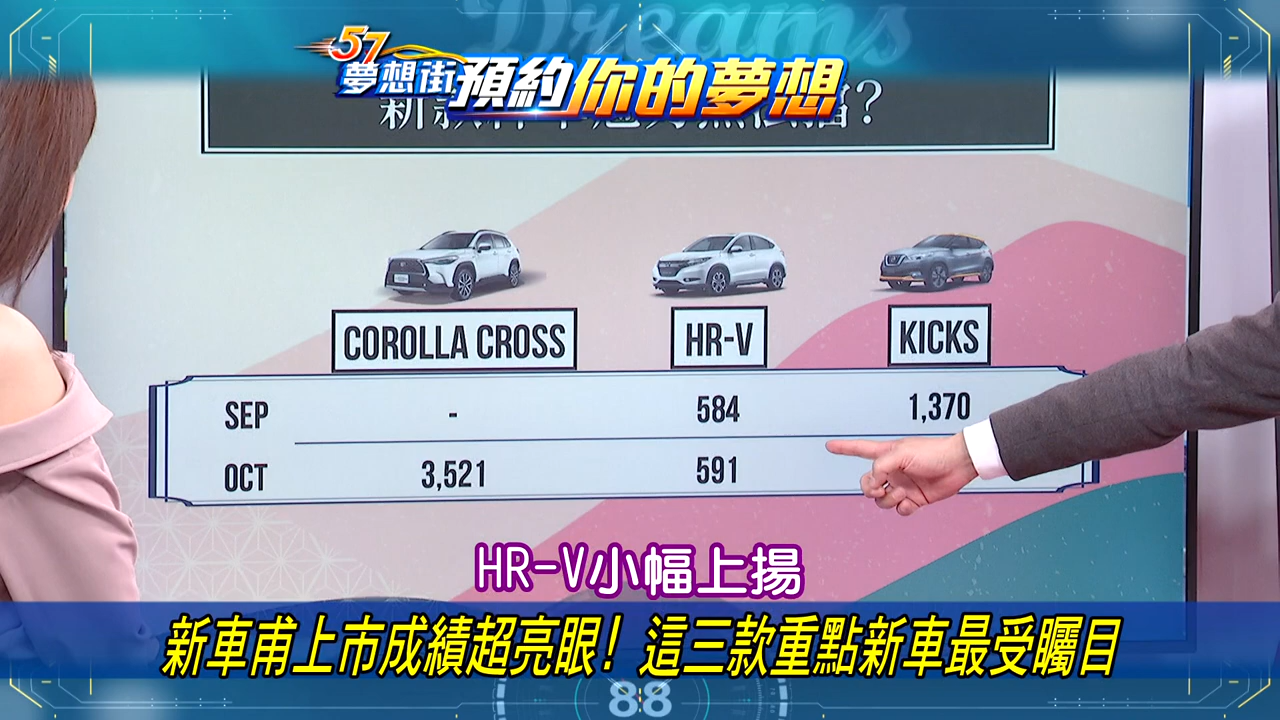 Dreams
57
夢想街
預約你的夢想
COROLLA CROSS
HR-V
KICKS
SEP
-
584
1,370
OCT
3,521
591
HR-V小幅上揚
新車甫上市成績超亮眼! 這三款重點新車最受矚目
88